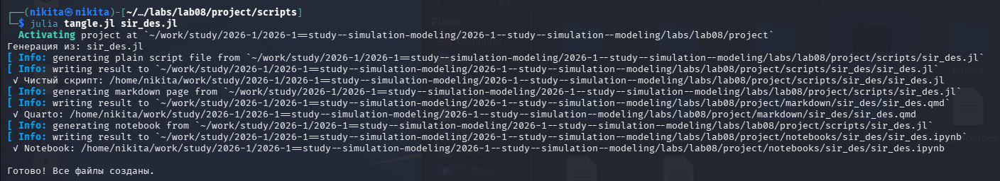 ┌──(nikita㉿nikita)-[~/…/labs/lab08/project/scripts]
└─$ julia tangle.jl sir_des.jl
Activating project at `~/work/study/2026-1/2026-1==study--simulation-modeling/2026-1--study--simulation--modeling/labs/lab08/project`
Генерация из: sir_des.jl
[ Info: generating plain script file from `~/work/study/2026-1/2026-1==study--simulation-modeling/2026-1--study--simulation--modeling/labs/lab08/project/scripts/sir_des.jl`
[ Info: writing result to `~/work/study/2026-1/2026-1==study--simulation-modeling/2026-1--study--simulation--modeling/labs/lab08/project/scripts/sir_des/sir_des.jl`
√ Чистый скрипт: /home/nikita/work/study/2026-1/2026-1==study--simulation-modeling/2026-1--study--simulation--modeling/labs/lab08/project/scripts/sir_des/sir_des.jl
[ Info: generating markdown page from `~/work/study/2026-1/2026-1==study--simulation-modeling/2026-1--study--simulation--modeling/labs/lab08/project/scripts/sir_des.jl`
[ Info: writing result to `~/work/study/2026-1/2026-1==study--simulation-modeling/2026-1--study--simulation--modeling/labs/lab08/project/markdown/sir_des/sir_des.qmd`
√ Quarto: /home/nikita/work/study/2026-1/2026-1==study--simulation-modeling/2026-1--study--simulation--modeling/labs/lab08/project/markdown/sir_des/sir_des.qmd
[ Info: generating notebook from `~/work/study/2026-1/2026-1==study--simulation-modeling/2026-1--study--simulation--modeling/labs/lab08/project/scripts/sir_des.jl`
[ Info: writing result to `~/work/study/2026-1/2026-1==study--simulation-modeling/2026-1--study--simulation--modeling/labs/lab08/project/notebooks/sir_des/sir_des.ipynb`
√ Notebook: /home/nikita/work/study/2026-1/2026-1==study--simulation-modeling/2026-1--study--simulation--modeling/labs/lab08/project/notebooks/sir_des/sir_des.ipynb
Готово! Все файлы созданы.
Places
Computer
papers
Pictures